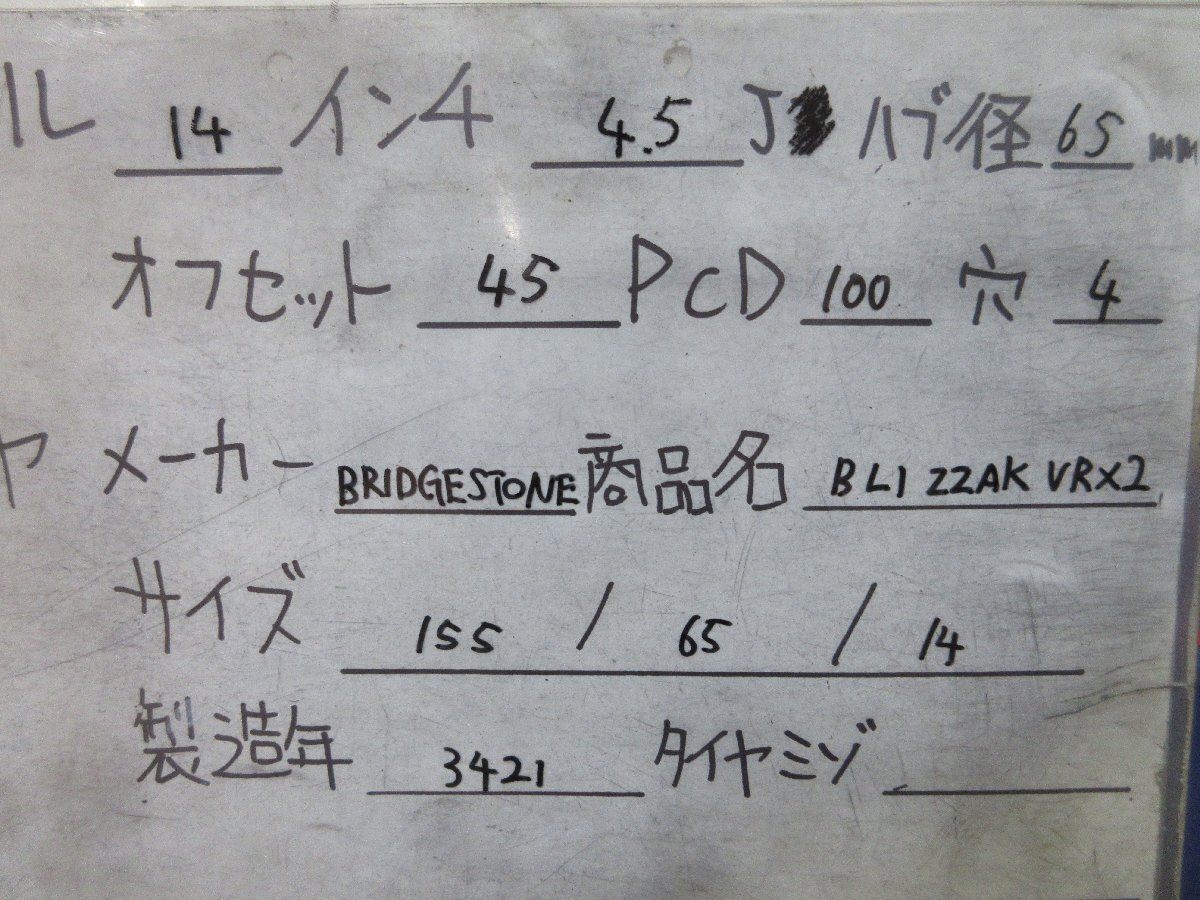 ル 14 インチ 4.5 J ハブ径 65 mm
オフセット 45 PCD 100 穴 4
ヤ メーカー BRIDGESTONE 商品名 BLIZZAK VRX2
サイズ 155 / 65 / 14
製造年 3421 タイヤミゾ